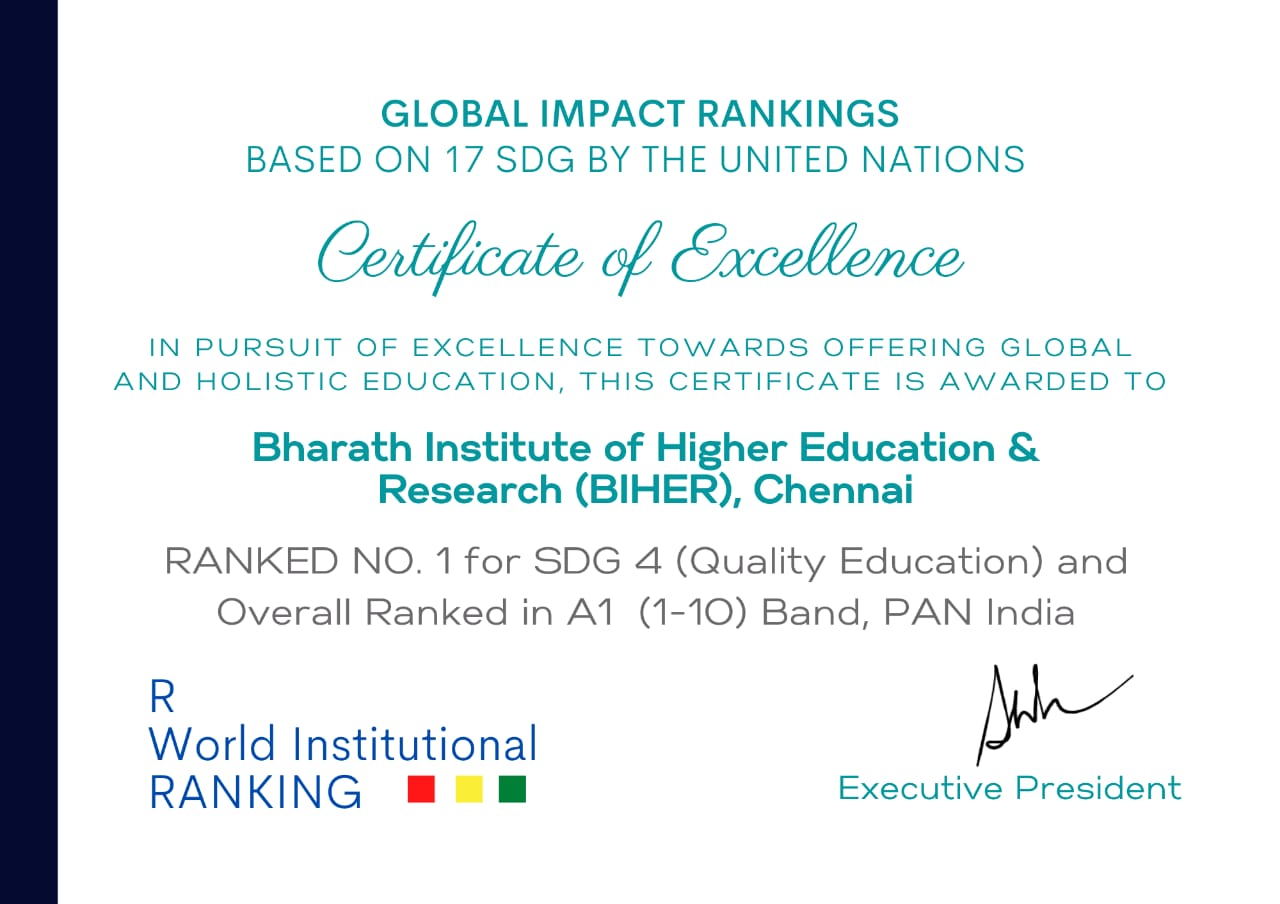 GLOBAL IMPACT RANKINGS
BASED ON 17 SDG BY THE UNITED NATIONS
Certificate of Excellence
IN PURSUIT OF EXCELLENCE TOWARDS OFFERING GLOBAL
AND HOLISTIC EDUCATION, THIS CERTIFICATE IS AWARDED TO
Bharath Institute of Higher Education &
Research (BIHER), Chennai
RANKED NO. 1 for SDG 4 (Quality Education) and
Overall Ranked in A1 (1-10) Band, PAN India
R
World Institutional
RANKING
Executive President